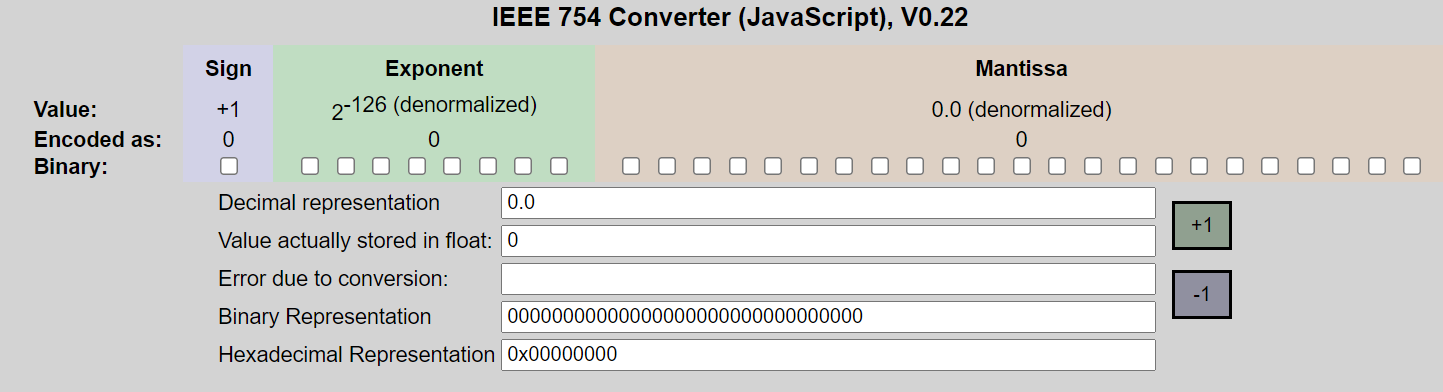 IEEE 754 Converter (JavaScript), V0.22
Sign Exponent Mantissa
Value: +1 2-126 (denormalized) 0.0 (denormalized)
Encoded as: 0 0 0
Binary:
Decimal representation 0.0
+1
Value actually stored in float: 0
Error due to conversion:
-1
Binary Representation 00000000000000000000000000000000
Hexadecimal Representation 0x00000000